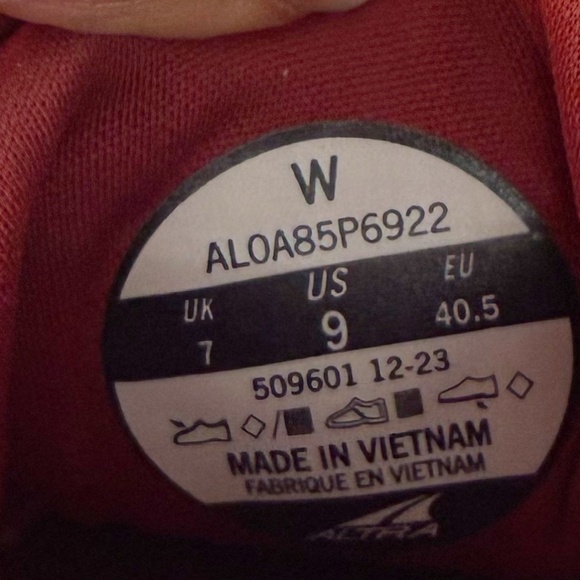 W
AL0A85P6922
UK US EU
7 9 40.5
509601 12-23
MADE IN VIETNAM
FABRIQUE EN VIETNAM
ALTRA